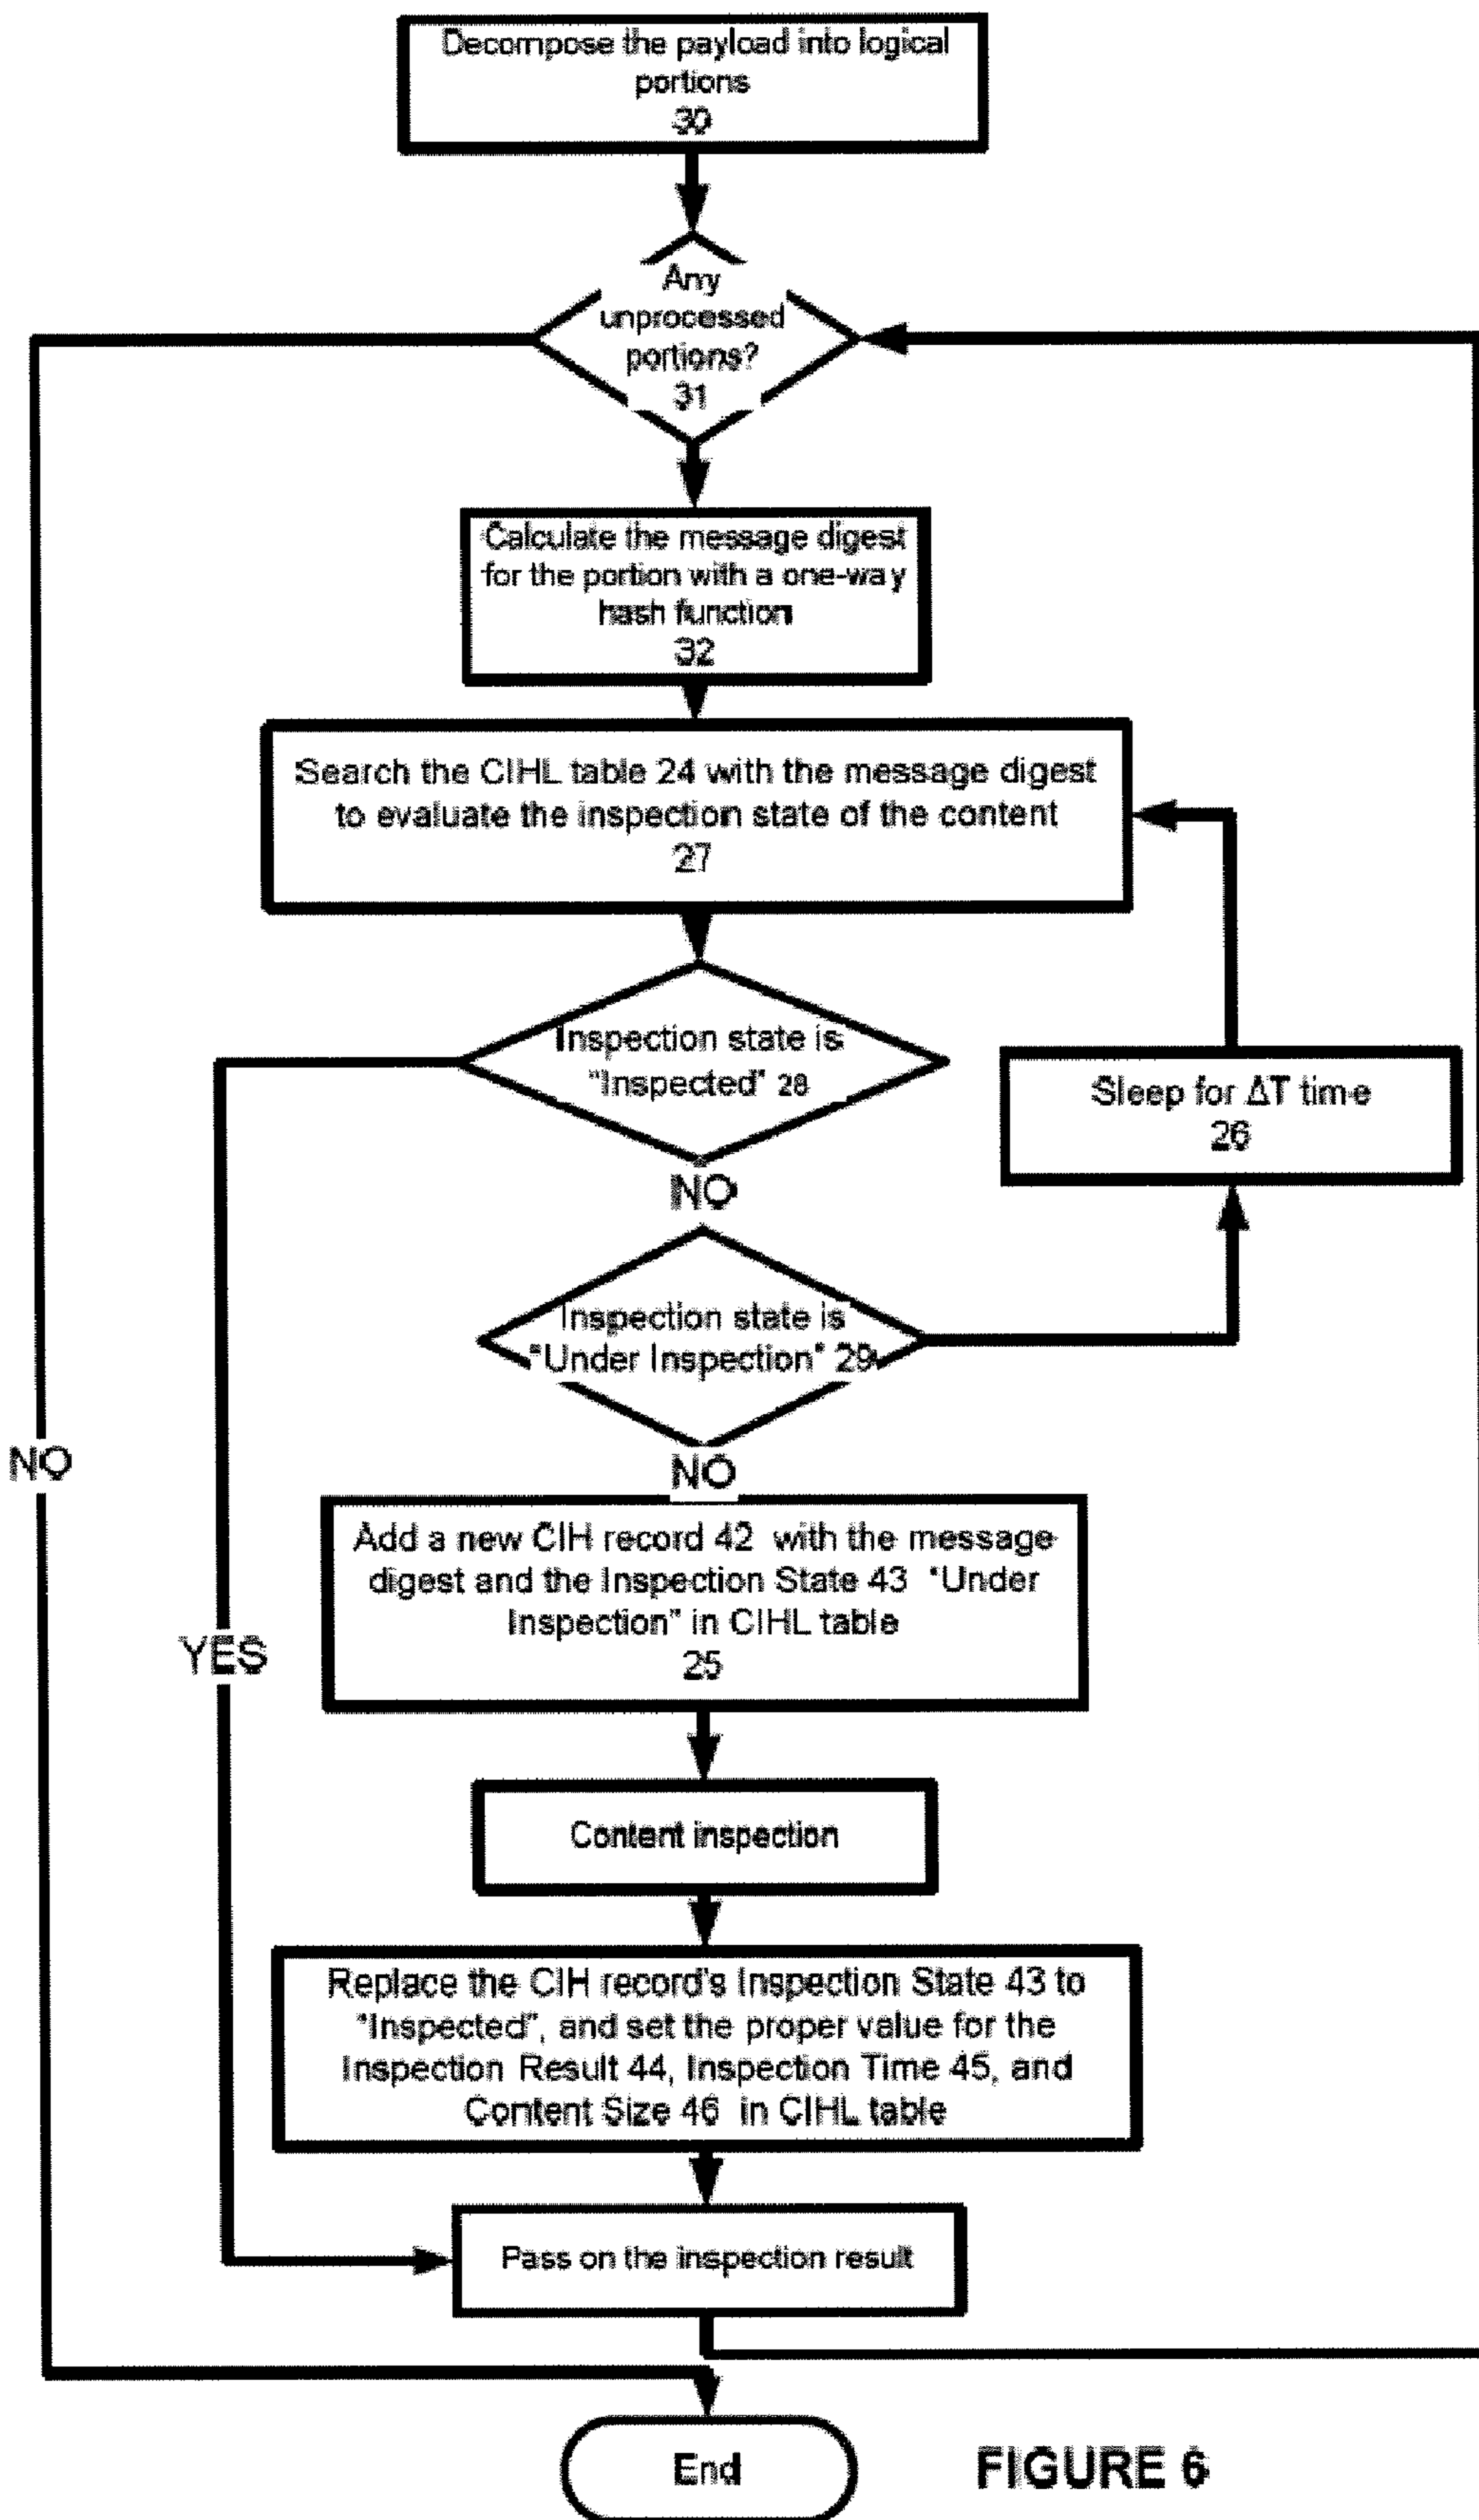 Decompose the payload into logical
portions
30
Any
unprocessed
portions?
31
Calculate the message digest
for the portion with a one-way
hash function
32
Search the CIHL table 24 with the message digest
to evaluate the inspection state of the content
27
Inspection state is
"Inspected" 28
Sleep for ΔT time
26
NO
Inspection state is
"Under Inspection" 29
NO
NO
Add a new CIH record 42 with the message
digest and the Inspection State 43 "Under
Inspection" in CIHL table
25
YES
Content inspection
Replace the CIH record's Inspection State 43 to
"Inspected", and set the proper value for the
Inspection Result 44, Inspection Time 45, and
Content Size 46 in CIHL table
Pass on the inspection result
End
FIGURE 6